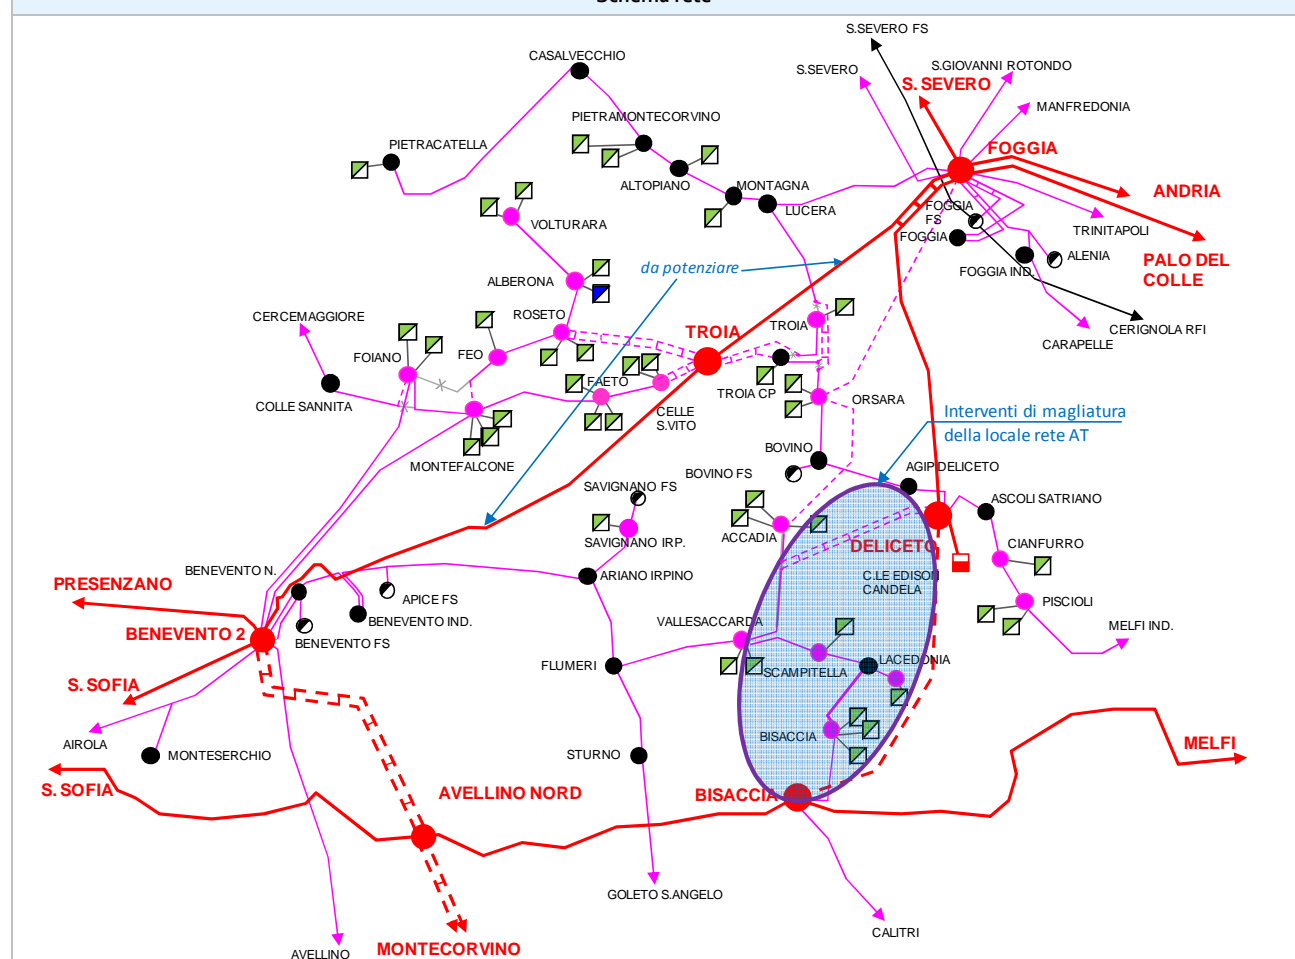 Schema rete
S.SEVERO FS
CASALVECCHIO
S.SEVERO
S.GIOVANNI ROTONDO
S. SEVERO
MANFREDONIA
PIETRAMONTECORVINO
PIETRACATELLA
FOGGIA
ALTOPIANO
MONTAGNA
ANDRIA
LUCERA
FOGGIA
FS
VOLTURARA
TRINITAPOLI
FOGGIA
ALENIA
PALO DEL
COLLE
FOGGIA IND.
da potenziare
ALBERONA
CERCEMAGGIORE
ROSETO
TROIA
TROIA
CERIGNOLA RFI
CARAPELLE
FOIANO
FEO
FAETO
TROIA CP
ORSARA
COLLE SANNITA
CELLE
S.VITO
Interventi di magliatura
della locale rete AT
MONTEFALCONE
BOVINO
BOVINO FS
AGIP DELICETO
SAVIGNANO FS
ASCOLI SATRIANO
ACCADIA
SAVIGNANO IRP.
DELICETO
CIANFURRO
BENEVENTO N.
ARIANO IRPINO
C.LE EDISON
CANDELA
PRESENZANO
APICE FS
PISCIOLI
BENEVENTO IND.
VALLESACCARDA
MELFI IND.
BENEVENTO 2
BENEVENTO FS
FLUMERI
LACEDONIA
SCAMPITELLA
S. SOFIA
BISACCIA
AIROLA
MONTESERCHIO
STURNO
MELFI
S. SOFIA
AVELLINO NORD
BISACCIA
GOLETO S.ANGELO
CALITRI
AVELLINO
MONTECORVINO